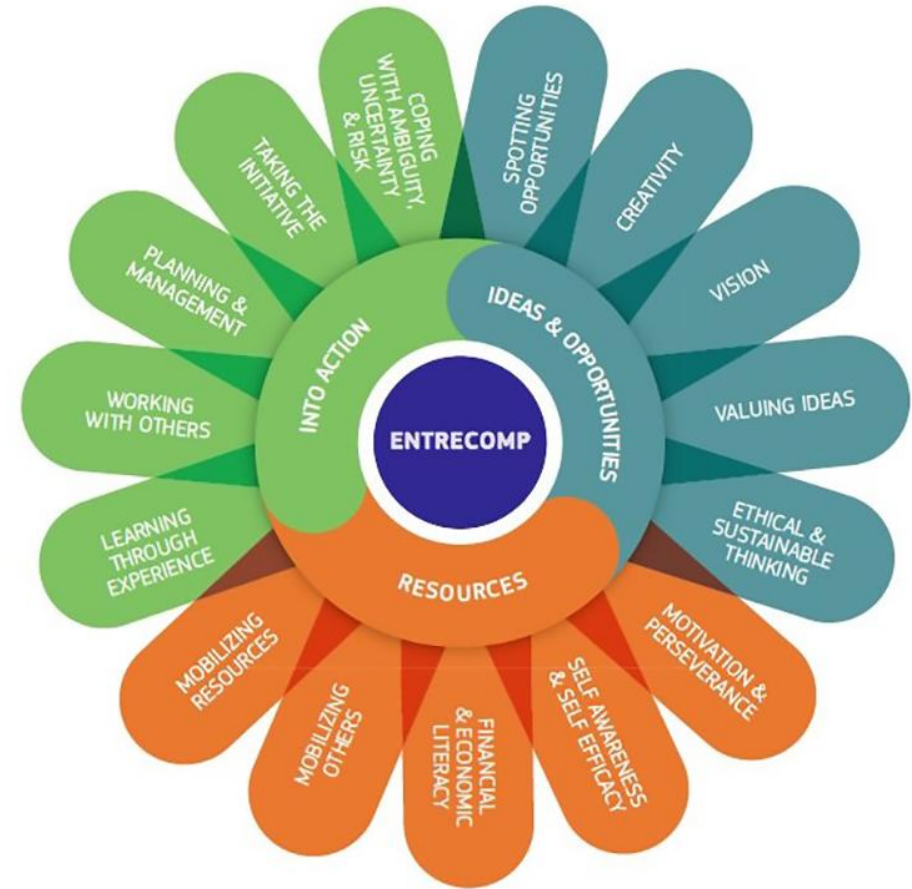 ENTRECOMP
IDEAS & OPPORTUNITIES
SPOTTING
OPPORTUNITIES
CREATIVITY
VISION
VALUING IDEAS
ETHICAL &
SUSTAINABLE
THINKING
RESOURCES
MOTIVATION &
PERSEVERANCE
SELF AWARENESS
& SELF EFFICACY
FINANCIAL
& ECONOMIC
LITERACY
MOBILIZING
OTHERS
MOBILIZING
RESOURCES
INTO ACTION
LEARNING
THROUGH
EXPERIENCE
WORKING
WITH OTHERS
PLANNING &
MANAGEMENT
TAKING THE
INITIATIVE
COPING
WITH AMBIGUITY,
UNCERTAINTY
& RISK